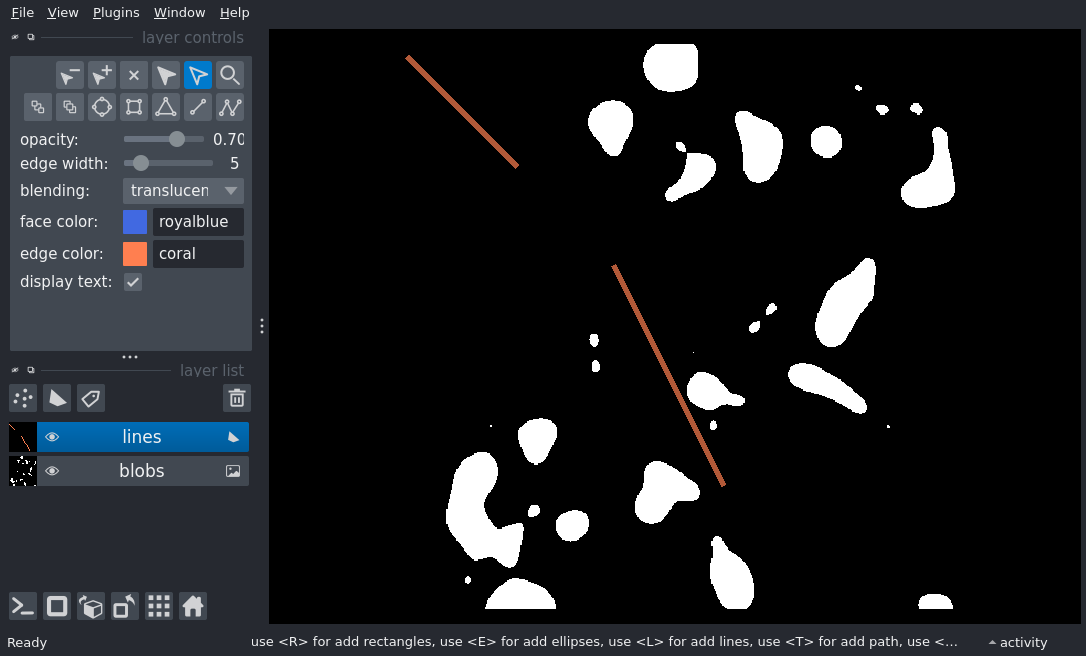 File View Plugins Window Help
layer controls
opacity: 0.70
edge width: 5
blending: translucen
face color: royalblue
edge color: coral
display text:
layer list
lines
blobs
Ready use <R> for add rectangles, use <E> for add ellipses, use <L> for add lines, use <T> for add path, use <... activity